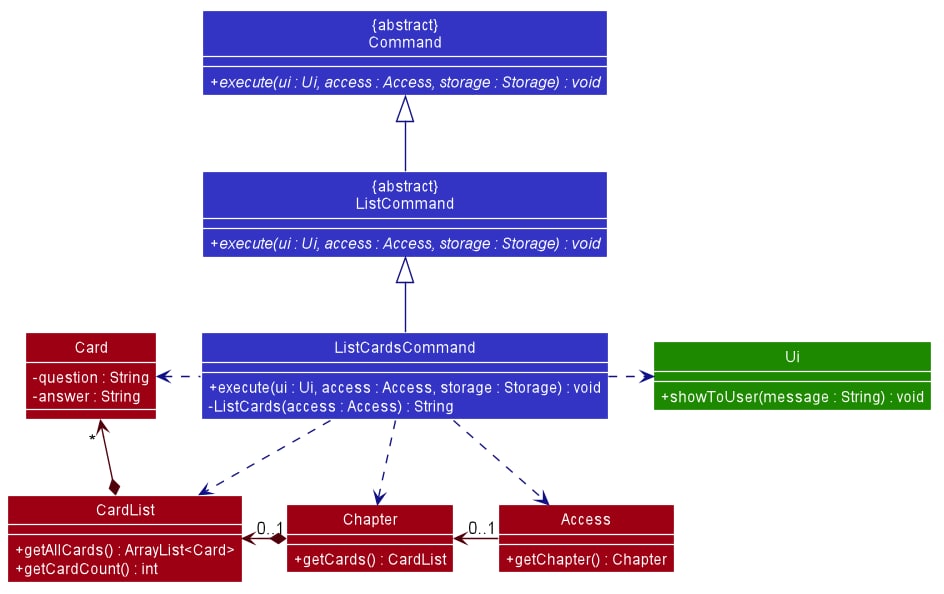 {abstract}
Command
+execute(ui : Ui, access : Access, storage : Storage) : void
{abstract}
ListCommand
+execute(ui : Ui, access : Access, storage : Storage) : void
Card
-question : String
-answer : String
ListCardsCommand
+execute(ui : Ui, access : Access, storage : Storage) : void
-ListCards(access : Access) : String
Ui
+showToUser(message : String) : void
*
CardList
+getAllCards() : ArrayList<Card>
+getCardCount() : int
0..1
Chapter
+getCards() : CardList
0..1
Access
+getChapter() : Chapter